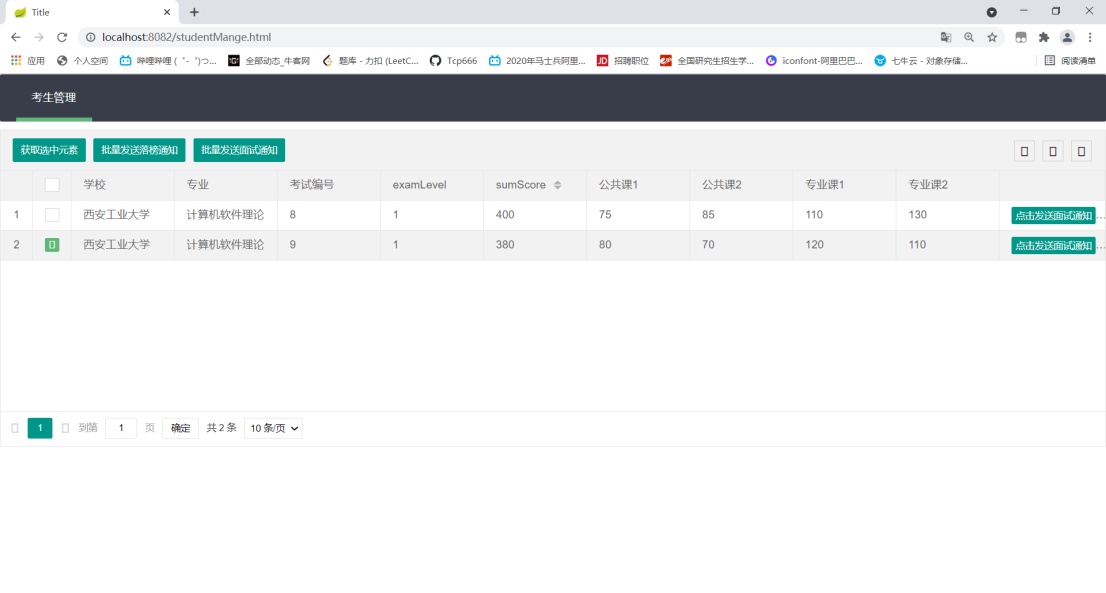 Title
localhost:8082/studentMange.html
应用 个人空间 哔哩哔哩 ( ゜- ゜)つ... 全部动态_牛客网 题库 - 力扣 (LeetC... Tcp666 2020年马士兵阿里... JD 招聘职位 全国研究生招生学... iconfont-阿里巴巴... 七牛云 - 对象存储... 阅读清单
考生管理
获取选中元素 批量发送落榜通知 批量发送面试通知
学校 专业 考试编号 examLevel sumScore 公共课1 公共课2 专业课1 专业课2
1 西安工业大学 计算机软件理论 8 1 400 75 85 110 130 点击发送面试通知...
2 西安工业大学 计算机软件理论 9 1 380 80 70 120 110 点击发送面试通知...
1 到第 1 页 确定 共 2 条 10 条/页